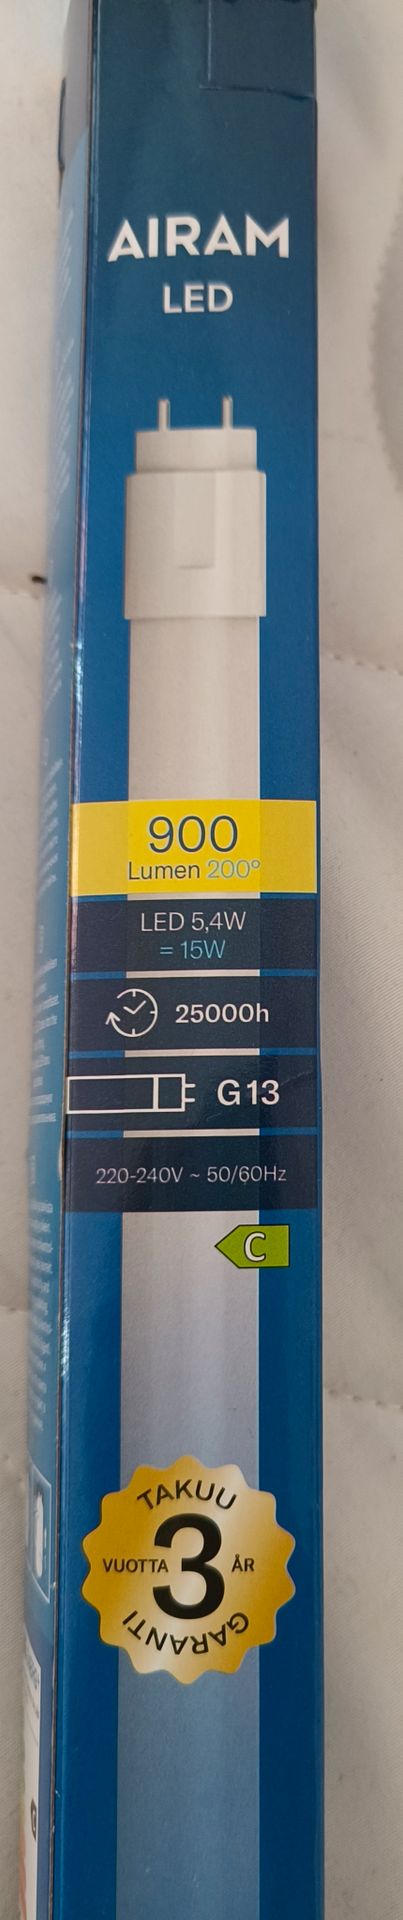 AIRAM
LED
900
Lumen 200°
LED 5,4W
= 15W
25000h
G13
220-240V ~ 50/60Hz
C
TAKUU
VUOTTA 3 ÅR
GARANTI